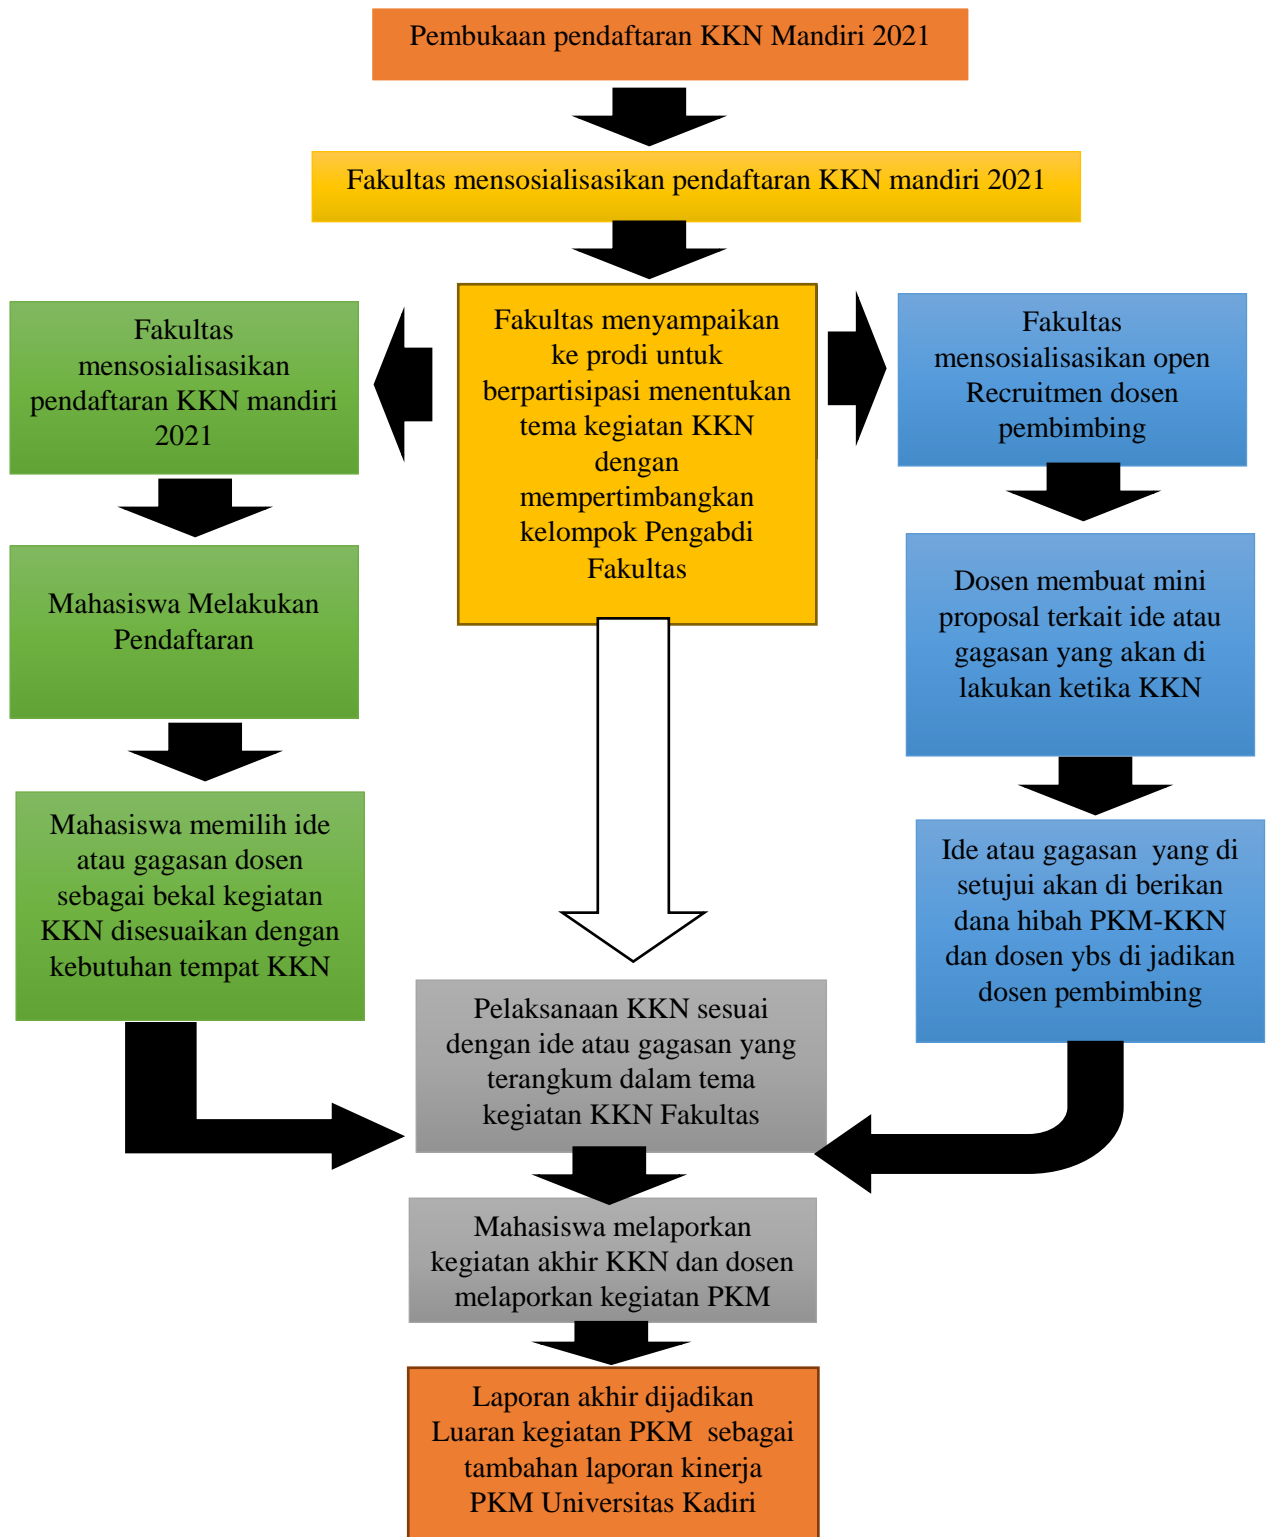 Pembukaan pendaftaran KKN Mandiri 2021
Fakultas mensosialisasikan pendaftaran KKN mandiri 2021
Fakultas
mensosialisasikan
pendaftaran KKN mandiri
2021
Fakultas menyampaikan
ke prodi untuk
berpartisipasi menentukan
tema kegiatan KKN
dengan
mempertimbangkan
kelompok Pengabdi
Fakultas
Fakultas
mensosialisasikan open
Recruitmen dosen
pembimbing
Mahasiswa Melakukan
Pendaftaran
Dosen membuat mini
proposal terkait ide atau
gagasan yang akan di
lakukan ketika KKN
Mahasiswa memilih ide
atau gagasan dosen
sebagai bekal kegiatan
KKN disesuaikan dengan
kebutuhan tempat KKN
Ide atau gagasan  yang di
setujui akan di berikan
dana hibah PKM-KKN
dan dosen ybs di jadikan
dosen pembimbing
Pelaksanaan KKN sesuai
dengan ide atau gagasan yang
terangkum dalam tema
kegiatan KKN Fakultas
Mahasiswa melaporkan
kegiatan akhir KKN dan dosen
melaporkan kegiatan PKM
Laporan akhir dijadikan
Luaran kegiatan PKM  sebagai
tambahan laporan kinerja
PKM Universitas Kadiri